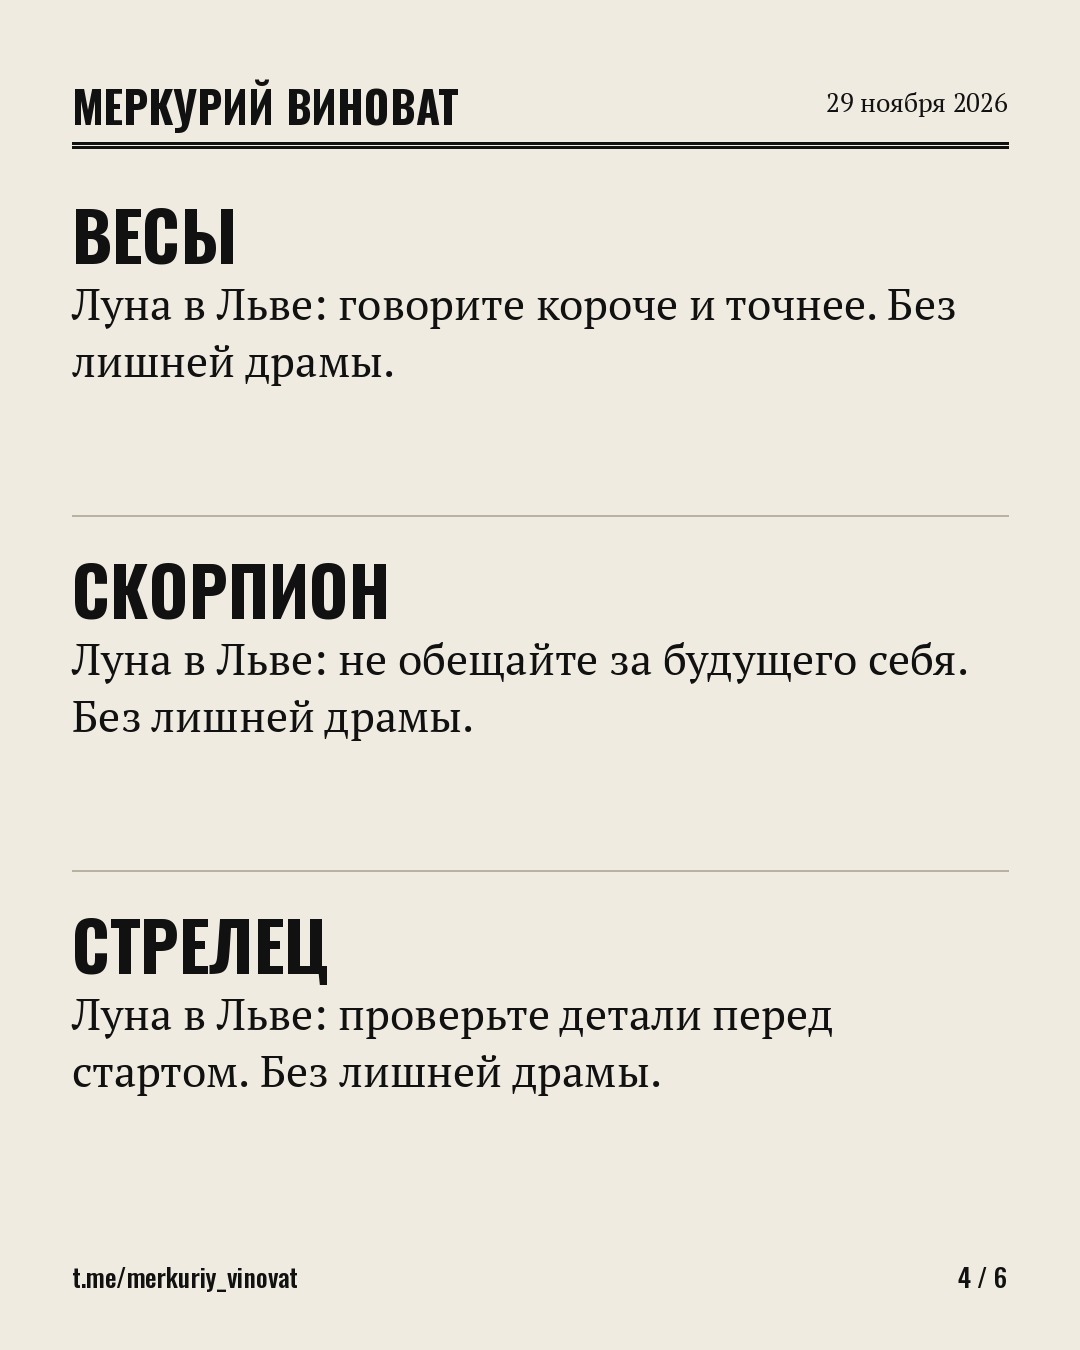 МЕРКУРИЙ ВИНОВАТ
29 ноября 2026
ВЕСЫ
Луна в Льве: говорите короче и точнее. Без
лишней драмы.
СКОРПИОН
Луна в Льве: не обещайте за будущего себя.
Без лишней драмы.
СТРЕЛЕЦ
Луна в Льве: проверьте детали перед
стартом. Без лишней драмы.
t.me/merkuriy_vinovat
4 / 6